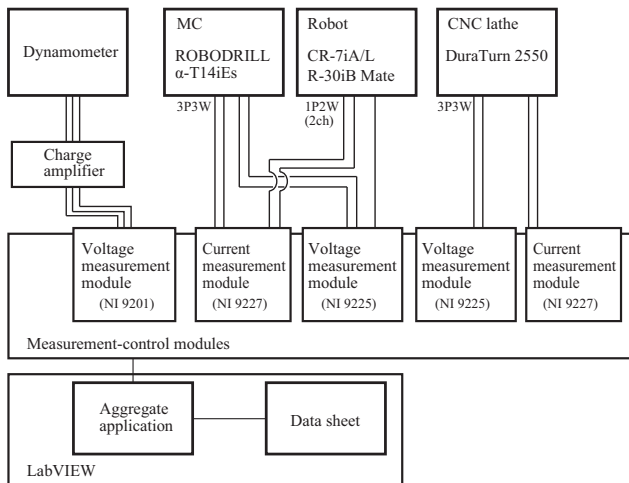 Dynamometer
MC
ROBODRILL
α-T14iEs
Robot
CR-7iA/L
R-30iB Mate
CNC lathe
DuraTurn 2550
3P3W
1P2W
(2ch)
3P3W
Charge
amplifier
Voltage
measurement
module
(NI 9201)
Current
measurement
module
(NI 9227)
Voltage
measurement
module
(NI 9225)
Voltage
measurement
module
(NI 9225)
Current
measurement
module
(NI 9227)
Measurement-control modules
Aggregate
application
Data sheet
LabVIEW